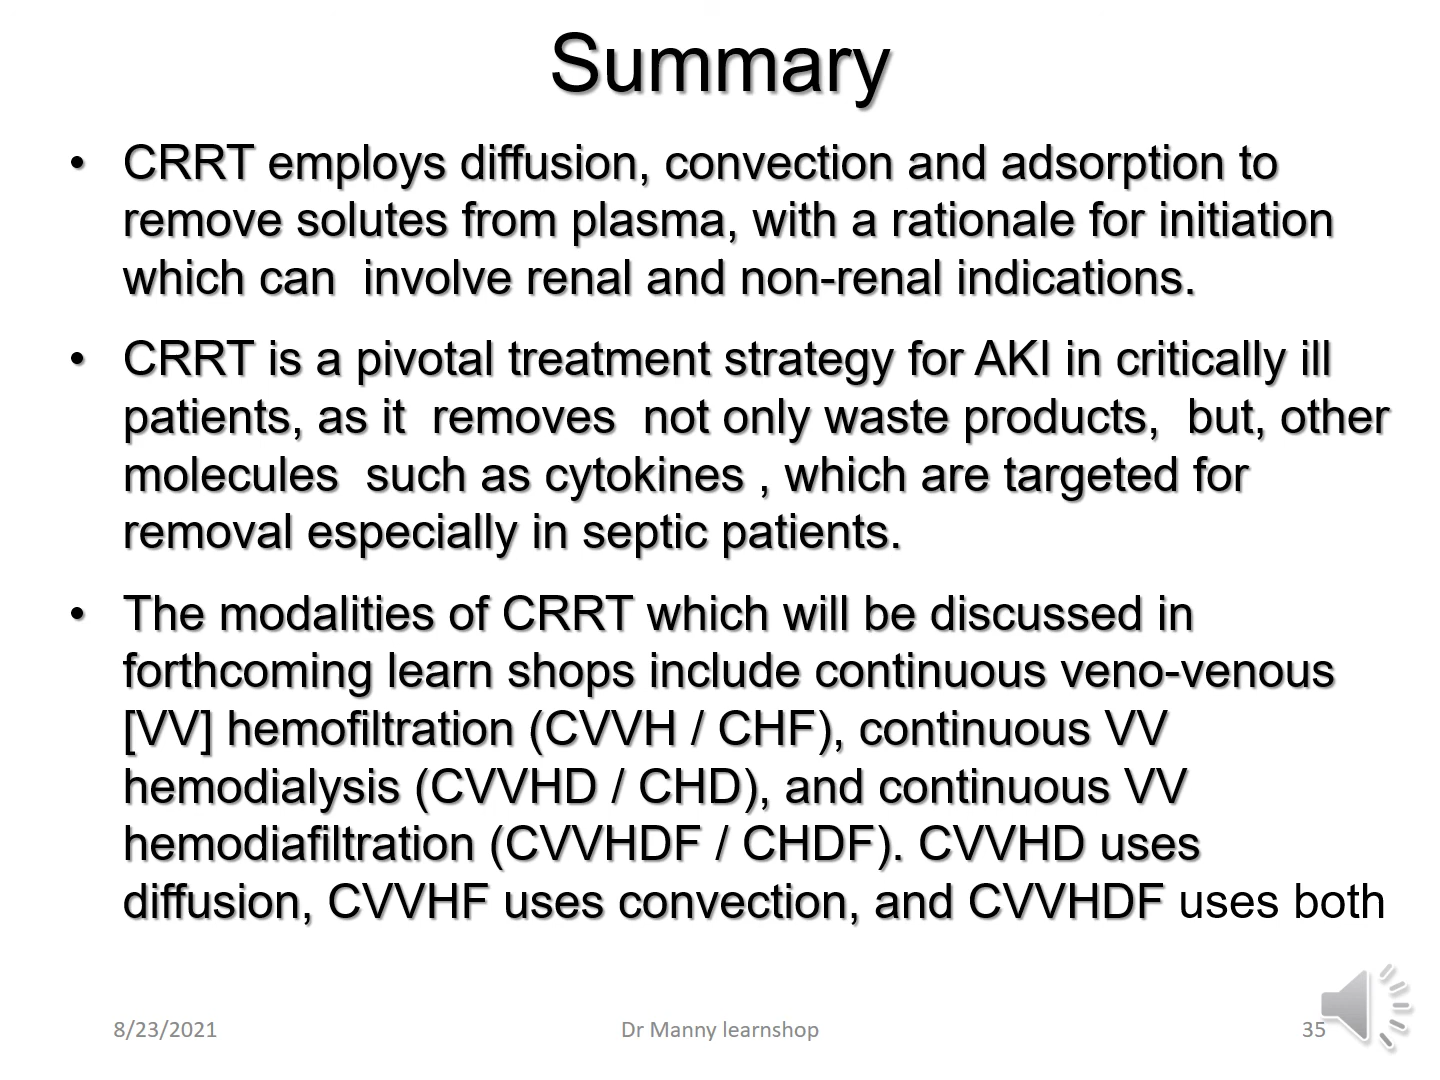 Summary
• CRRT employs diffusion, convection and adsorption to
remove solutes from plasma, with a rationale for initiation
which can  involve renal and non-renal indications.
• CRRT is a pivotal treatment strategy for AKI in critically ill
patients, as it  removes  not only waste products,  but, other
molecules  such as cytokines , which are targeted for
removal especially in septic patients.
• The modalities of CRRT which will be discussed in
forthcoming learn shops include continuous veno-venous
[VV] hemofiltration (CVVH / CHF), continuous VV
hemodialysis (CVVHD / CHD), and continuous VV
hemodiafiltration (CVVHDF / CHDF). CVVHD uses
diffusion, CVVHF uses convection, and CVVHDF uses both
8/23/2021 Dr Manny learnshop 35